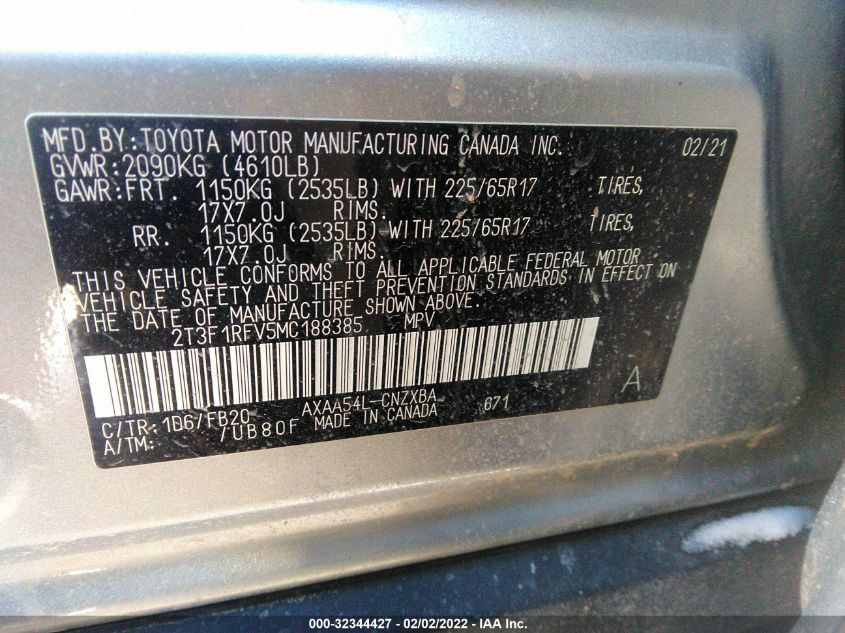 MFD.BY:TOYOTA MOTOR MANUFACTURING CANADA INC. 02/21
GVWR:2090KG (4610LB)
GAWR:FRT. 1150KG (2535LB) WITH 225/65R17 TIRES,
17X7.0J RIMS.
RR. 1150KG (2535LB) WITH 225/65R17 TIRES,
17X7.0J RIMS.
THIS VEHICLE CONFORMS TO ALL APPLICABLE FEDERAL MOTOR
VEHICLE SAFETY AND THEFT PREVENTION STANDARDS IN EFFECT ON
THE DATE OF MANUFACTURE SHOWN ABOVE.
2T3F1RFV5MC188385 MPV
A
C/TR:1D6/FB20 AXAA54L-CNZXBA 671
A/TM: /UB80F MADE IN CANADA
000-32344427 - 02/02/2022 - IAA Inc.